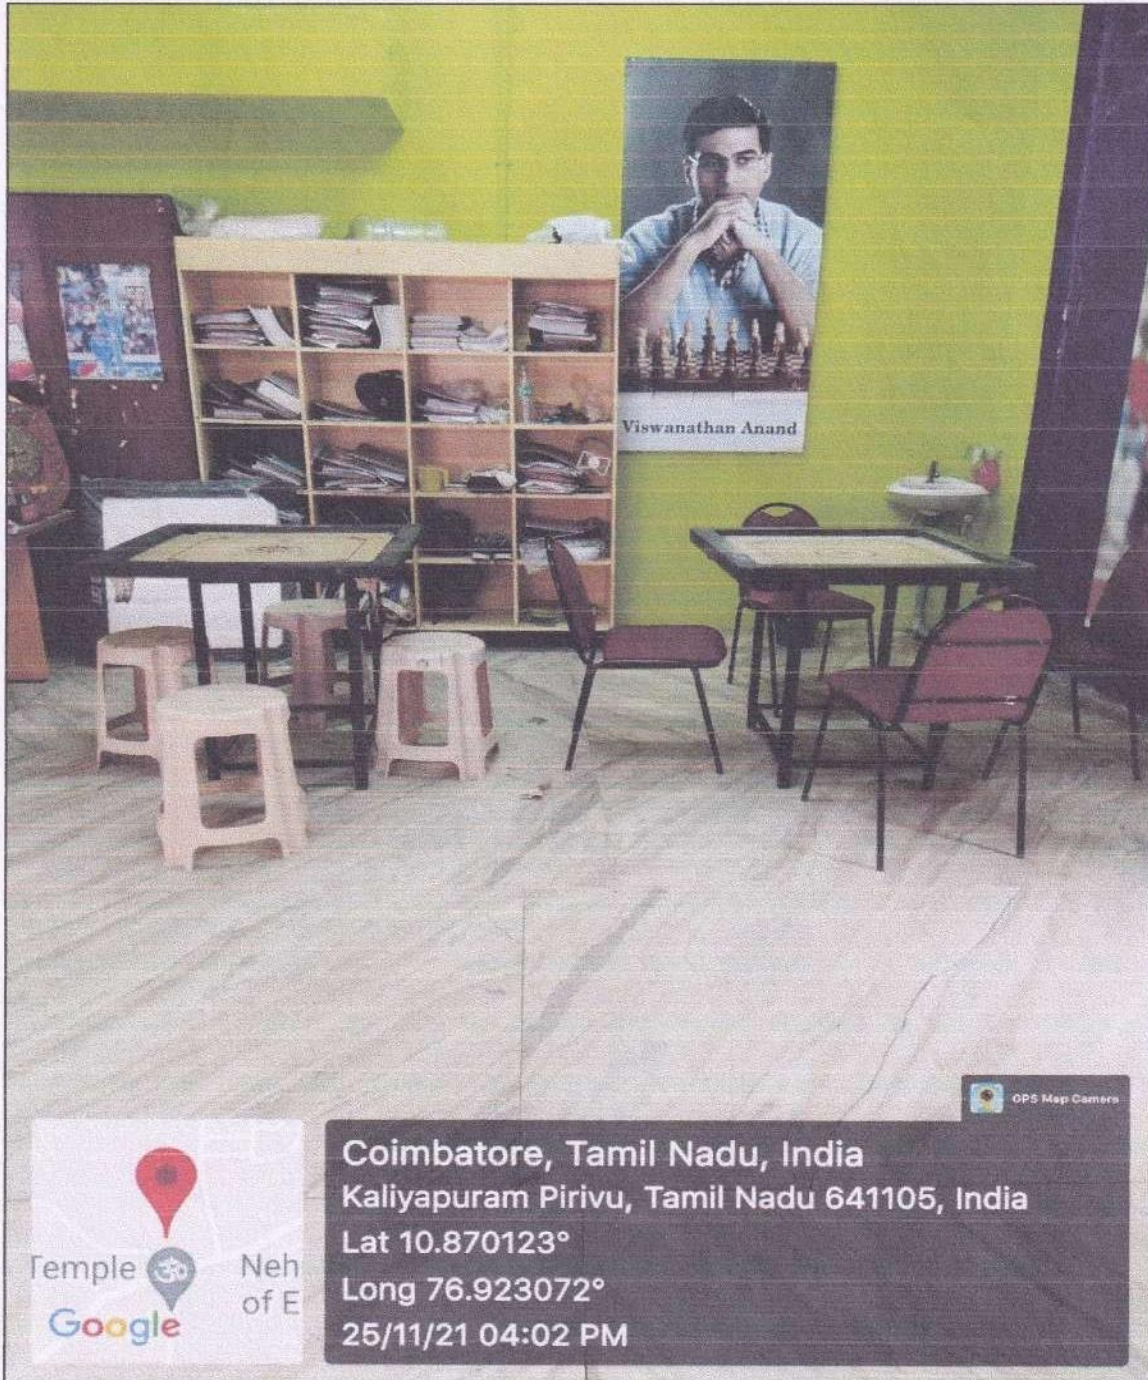 Viswanathan Anand
GPS Map Camera
Coimbatore, Tamil Nadu, India
Kaliyapuram Pirivu, Tamil Nadu 641105, India
Lat 10.870123°
Long 76.923072°
25/11/21 04:02 PM
Temple
Neh
of E
Google